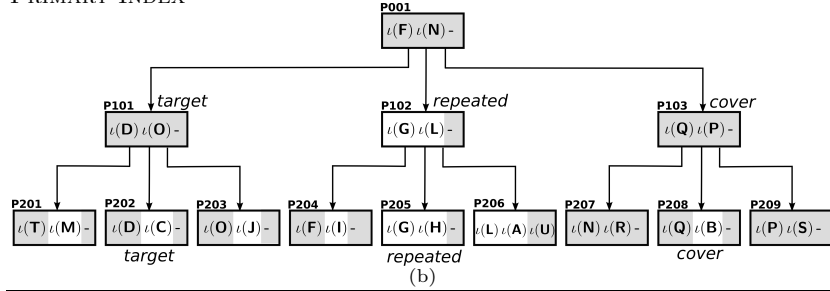 PRIMARY INDEX
P001
ι(F) ι(N) -
P101 target
P102 repeated
P103 cover
ι(D) ι(O) -
ι(G) ι(L) -
ι(Q) ι(P) -
P201 P202 P203 P204 P205 P206 P207 P208 P209
ι(T) ι(M) -
ι(D) ι(C) -
ι(O) ι(J) -
ι(F) ι(I) -
ι(G) ι(H) -
ι(L) ι(A) ι(U)
ι(N) ι(R) -
ι(Q) ι(B) -
ι(P) ι(S) -
target
repeated
cover
(b)